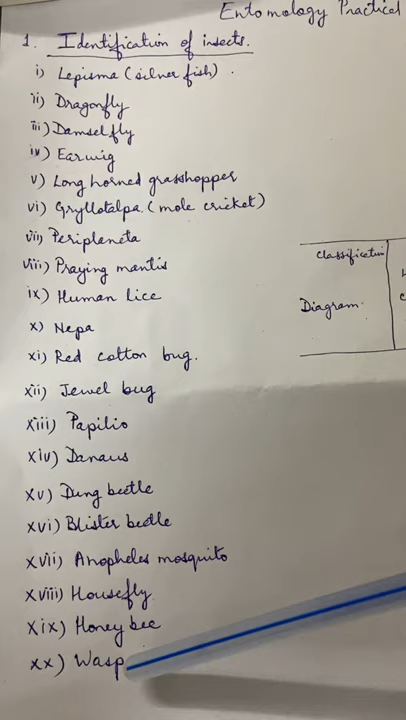 Entomology Practical
1. Identification of insects.
i) Lepisma (silver fish).
ii) Dragonfly
iii) Damselfly
iv) Earwig
v) Long horned grasshopper
vi) Gryllotalpa (mole cricket)
vii) Periplaneta
viii) Praying mantis
ix) Human lice
x) Nepa
xi) Red cotton bug.
xii) Jewel bug
xiii) Papilio
xiv) Danaus
xv) Dung beetle
xvi) Blister beetle
xvii) Anopheles mosquito
xviii) Housefly
xix) Honey bee
xx) Wasp
Classification
Diagram.